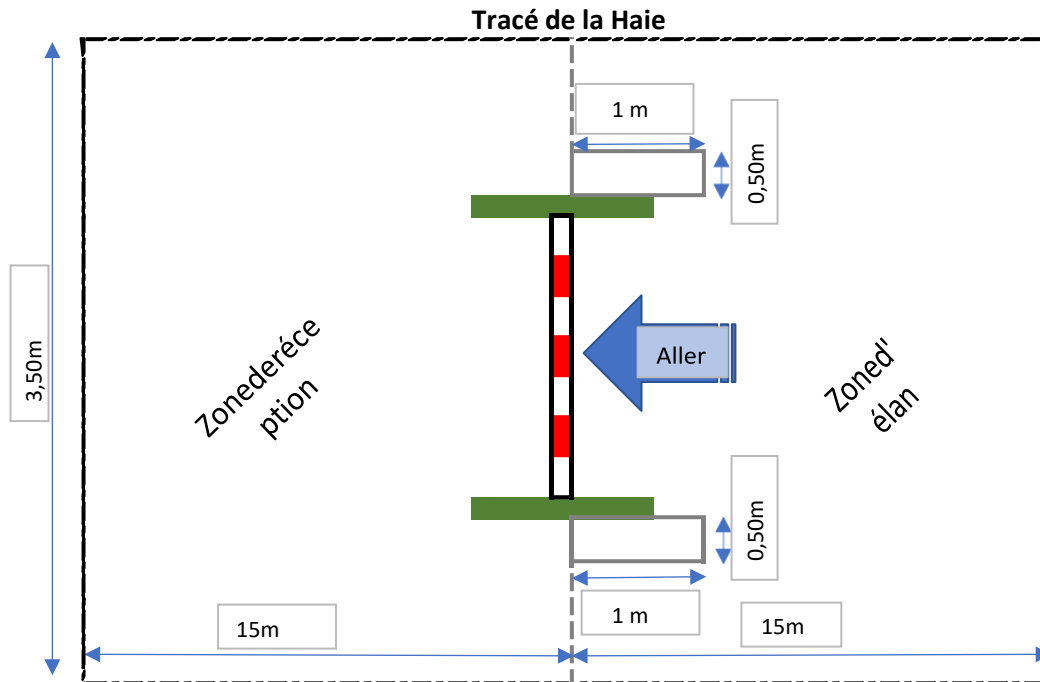 Tracé de la Haie
1 m
0,50m
3,50m
Zonederéce
ption
Aller
Zoned'
élan
0,50m
1 m
15m
15m